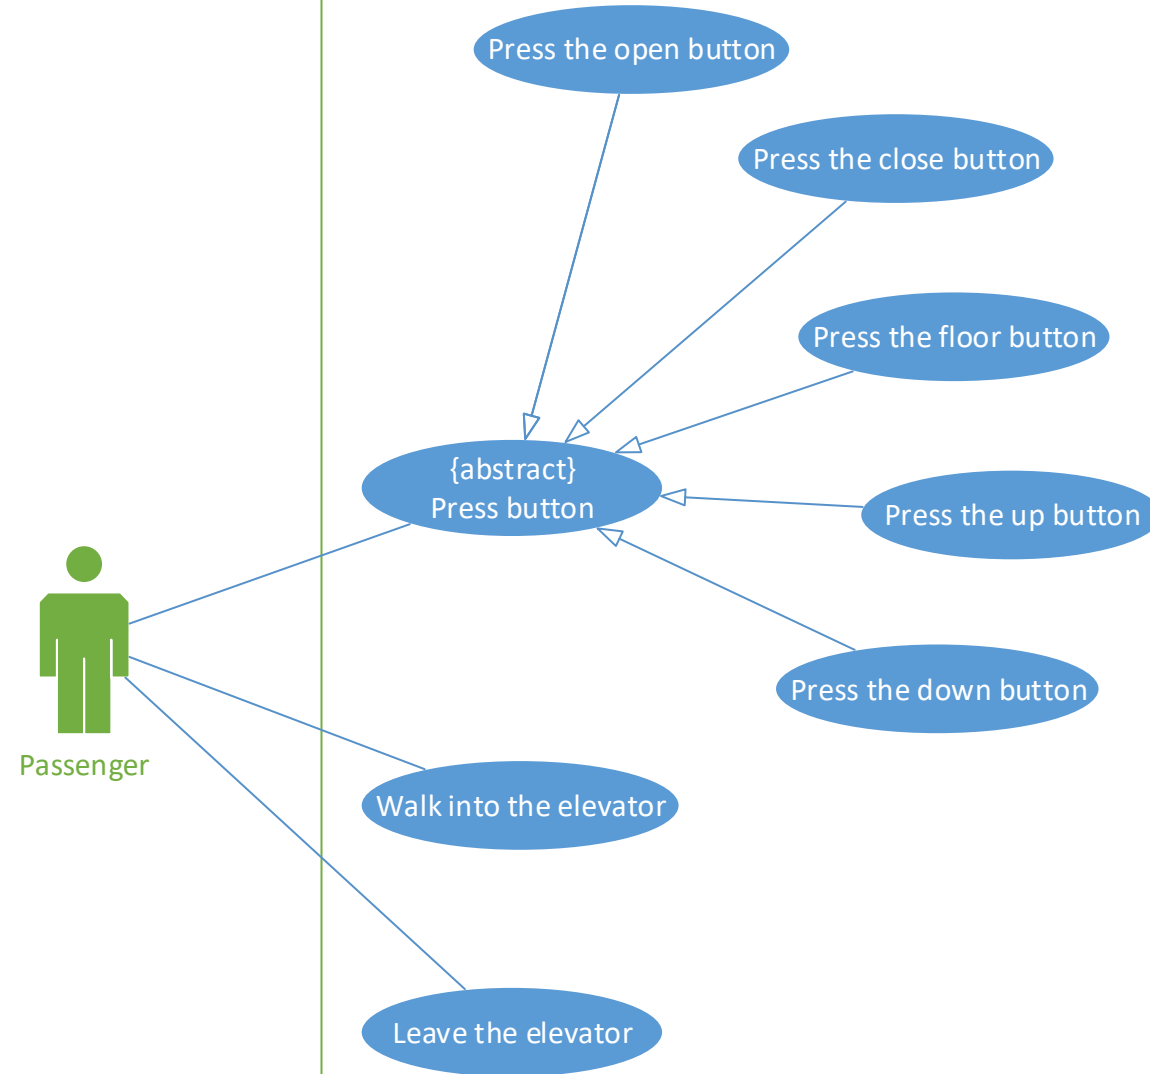 Press the open button
Press the close button
Press the floor button
{abstract}
Press button
Press the up button
Press the down button
Passenger
Walk into the elevator
Leave the elevator